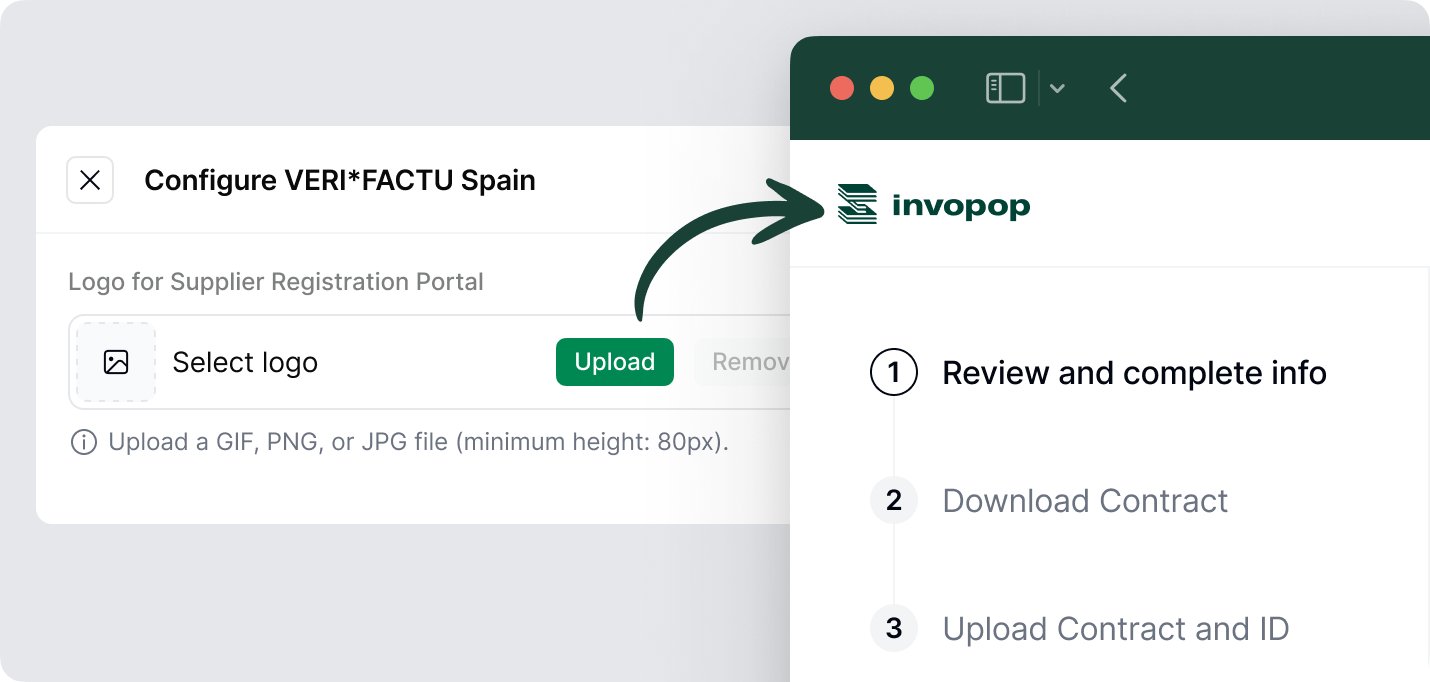 Configure VERI*FACTU Spain
Logo for Supplier Registration Portal
Select logo
Upload
Remov
Upload a GIF, PNG, or JPG file (minimum height: 80px).
invopop
1 Review and complete info
2 Download Contract
3 Upload Contract and ID